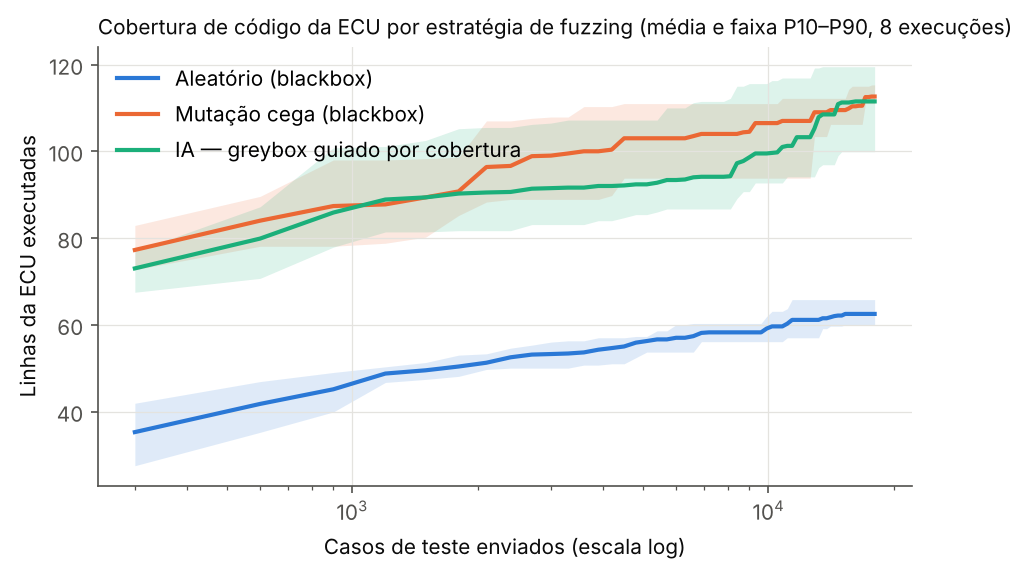 Cobertura de código da ECU por estratégia de fuzzing (média e faixa P10–P90, 8 execuções)
Aleatório (blackbox)
Mutação cega (blackbox)
IA — greybox guiado por cobertura
Linhas da ECU executadas
120
100
80
60
40
10³
10⁴
Casos de teste enviados (escala log)